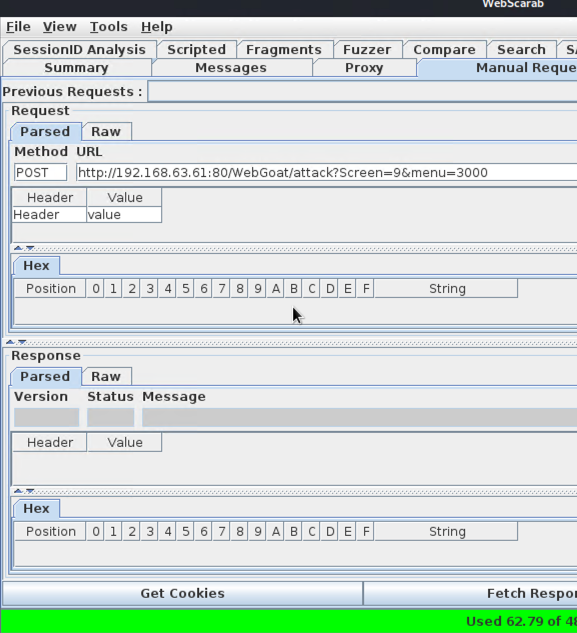 WebScarab
File View Tools Help
SessionID Analysis Scripted Fragments Fuzzer Compare Search
Summary Messages Proxy Manual Reque
Previous Requests :
Request
Parsed Raw
Method URL
POST http://192.168.63.61:80/WebGoat/attack?Screen=9&menu=3000
Header Value
Header value
Hex
Position 0 1 2 3 4 5 6 7 8 9 A B C D E F String
Response
Parsed Raw
Version Status Message
Header Value
Hex
Position 0 1 2 3 4 5 6 7 8 9 A B C D E F String
Get Cookies Fetch Respo
Used 62.79 of 48